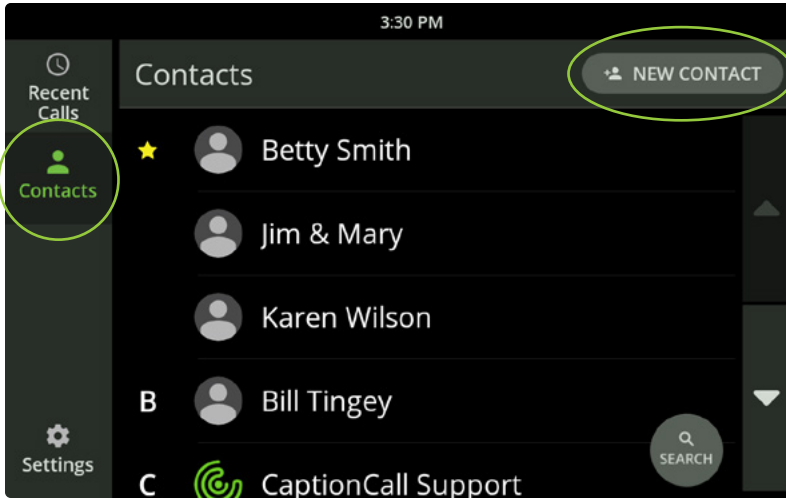 3:30 PM
Recent
Calls
Contacts
Settings
Contacts
NEW CONTACT
Betty Smith
Jim & Mary
Karen Wilson
B
Bill Tingey
C
CaptionCall Support
SEARCH